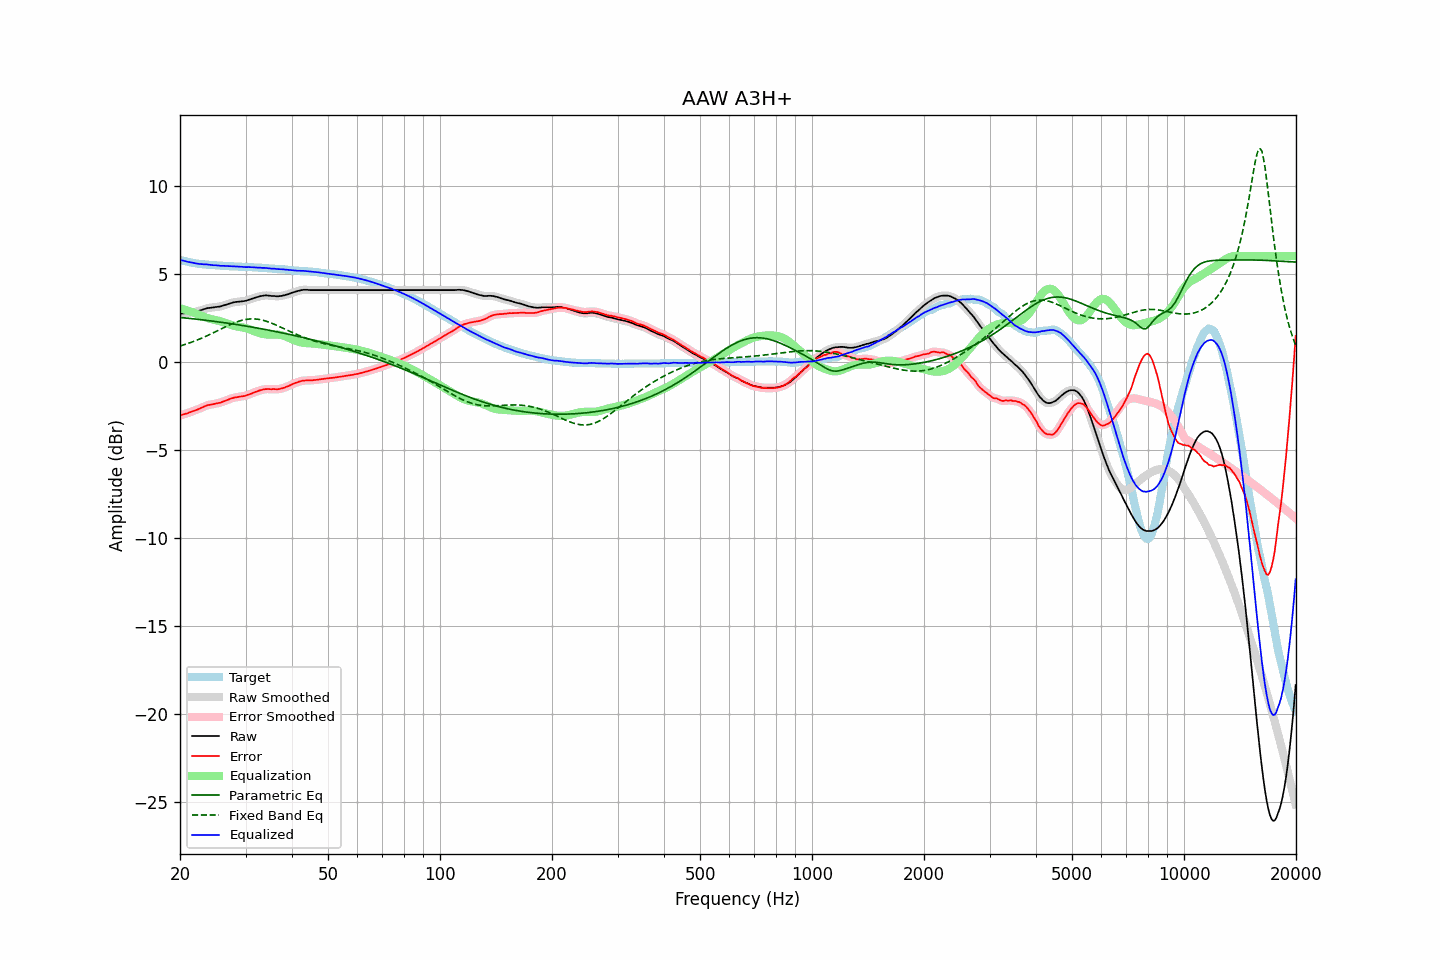 AAW A3H+
Amplitude (dBr)
10
5
0
−5
−10
−15
−20
−25
Target
Raw Smoothed
Error Smoothed
Raw
Error
Equalization
Parametric Eq
Fixed Band Eq
Equalized
20 50 100 200 500 1000 2000 5000 10000 20000
Frequency (Hz)